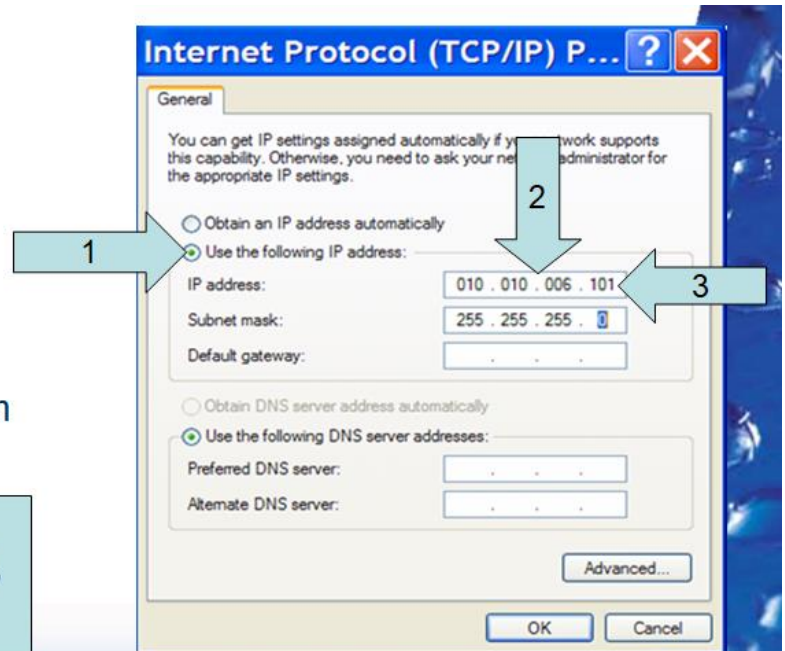 Internet Protocol (TCP/IP) P...
General
You can get IP settings assigned automatically if supports
this capability. Otherwise, you need to ask your administrator for
the appropriate IP settings.
2
Obtain an IP address automatically
1
Use the following IP address:
IP address: 010 . 010 . 006 . 101
3
Subnet mask: 255 . 255 . 255 . 0
Default gateway: . . .
Obtain DNS server address automatically
Use the following DNS server addresses:
Preferred DNS server: . . .
Alternate DNS server: . . .
Advanced...
OK Cancel